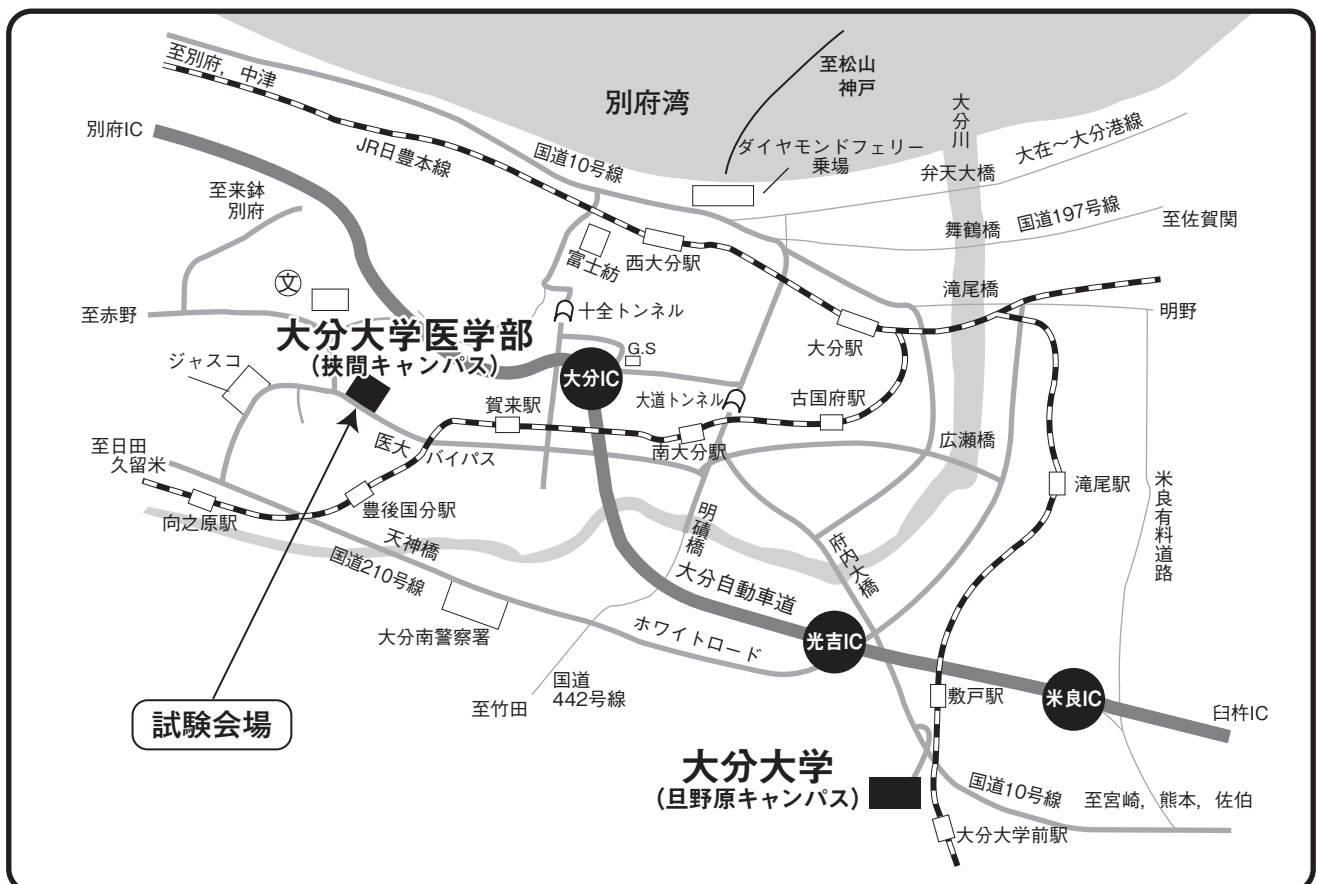 至別府，中津
別府IC
JR日豊本線
国道10号線
別府湾
至松山
神戸
ダイヤモンドフェリー
乗場
大分川
大在～大分港線
弁天大橋
舞鶴橋
国道197号線
至佐賀関
至来鉢
別府
富士紡
西大分駅
滝尾橋
明野
文
至赤野
十全トンネル
大分駅
大分大学医学部
（挾間キャンパス）
G.S
大分IC
ジャスコ
賀来駅
大道トンネル
古国府駅
医大バイパス
南大分駅
広瀬橋
至日田
久留米
向之原駅
豊後国分駅
滝尾駅
米良有料道路
明磧橋
府内大橋
天神橋
国道210号線
大分自動車道
大分南警察署
ホワイトロード
光吉IC
国道
442号線
至竹田
敷戸駅
米良IC
臼杵IC
試験会場
大分大学
（旦野原キャンパス）
国道10号線
至宮崎，熊本，佐伯
大分大学前駅